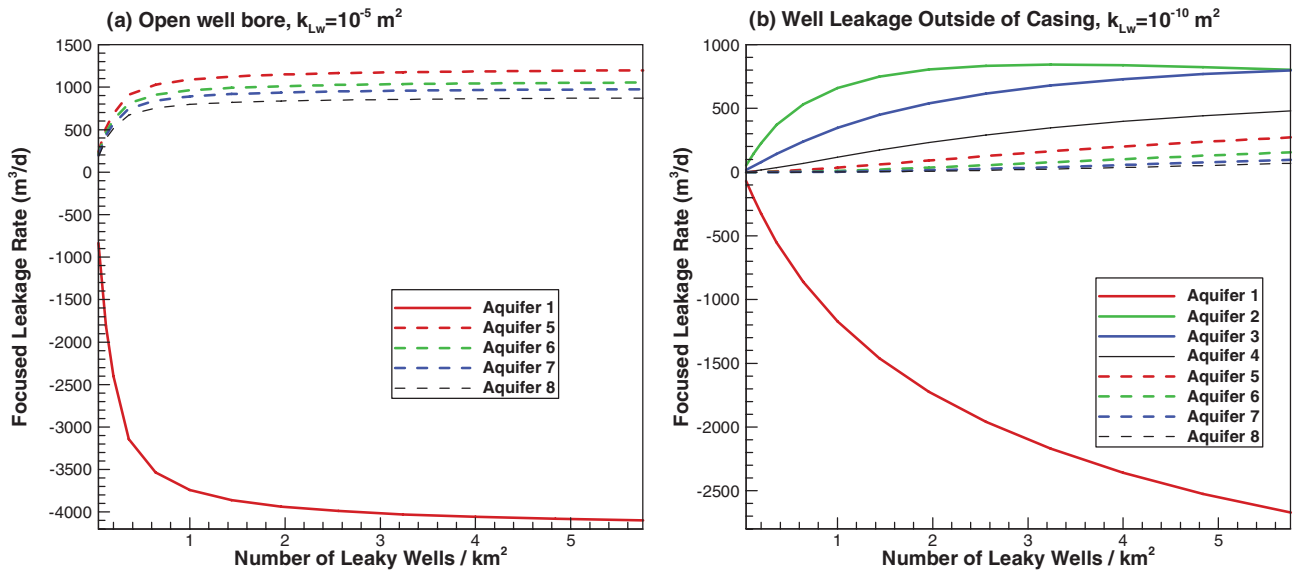 (a) Open well bore, kLw=10-5 m2
1500
1000
500
0
-500
-1000
-1500
-2000
-2500
-3000
-3500
-4000
Focused Leakage Rate (m3/d)
Aquifer 1
Aquifer 5
Aquifer 6
Aquifer 7
Aquifer 8
1 2 3 4 5
Number of Leaky Wells / km2
(b) Well Leakage Outside of Casing, kLw=10-10 m2
1000
500
0
-500
-1000
-1500
-2000
-2500
Focused Leakage Rate (m3/d)
Aquifer 1
Aquifer 2
Aquifer 3
Aquifer 4
Aquifer 5
Aquifer 6
Aquifer 7
Aquifer 8
1 2 3 4 5
Number of Leaky Wells / km2